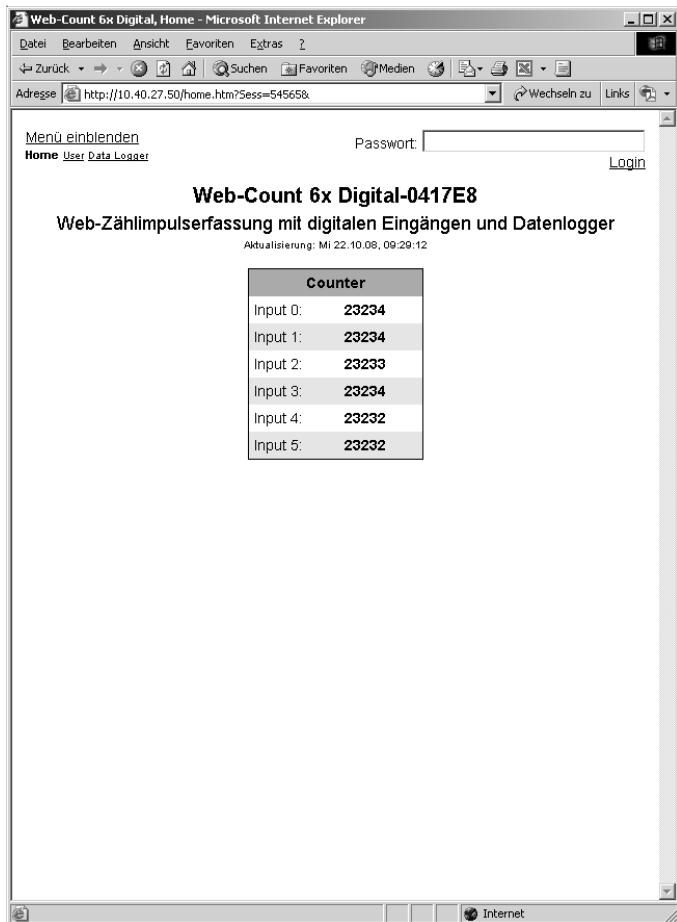 Web-Count 6x Digital, Home - Microsoft Internet Explorer
Datei Bearbeiten Ansicht Favoriten Extras ?
Zurück Suchen Favoriten Medien
Adresse http://10.40.27.50/home.htm?Sess=54565& Wechseln zu Links
Menü einblenden
Home User Data Logger
Passwort:
Login
Web-Count 6x Digital-0417E8
Web-Zählimpulserfassung mit digitalen Eingängen und Datenlogger
Aktualisierung: Mi 22.10.08, 09:29:12
Counter
Input 0: 23234
Input 1: 23234
Input 2: 23233
Input 3: 23234
Input 4: 23232
Input 5: 23232
Internet